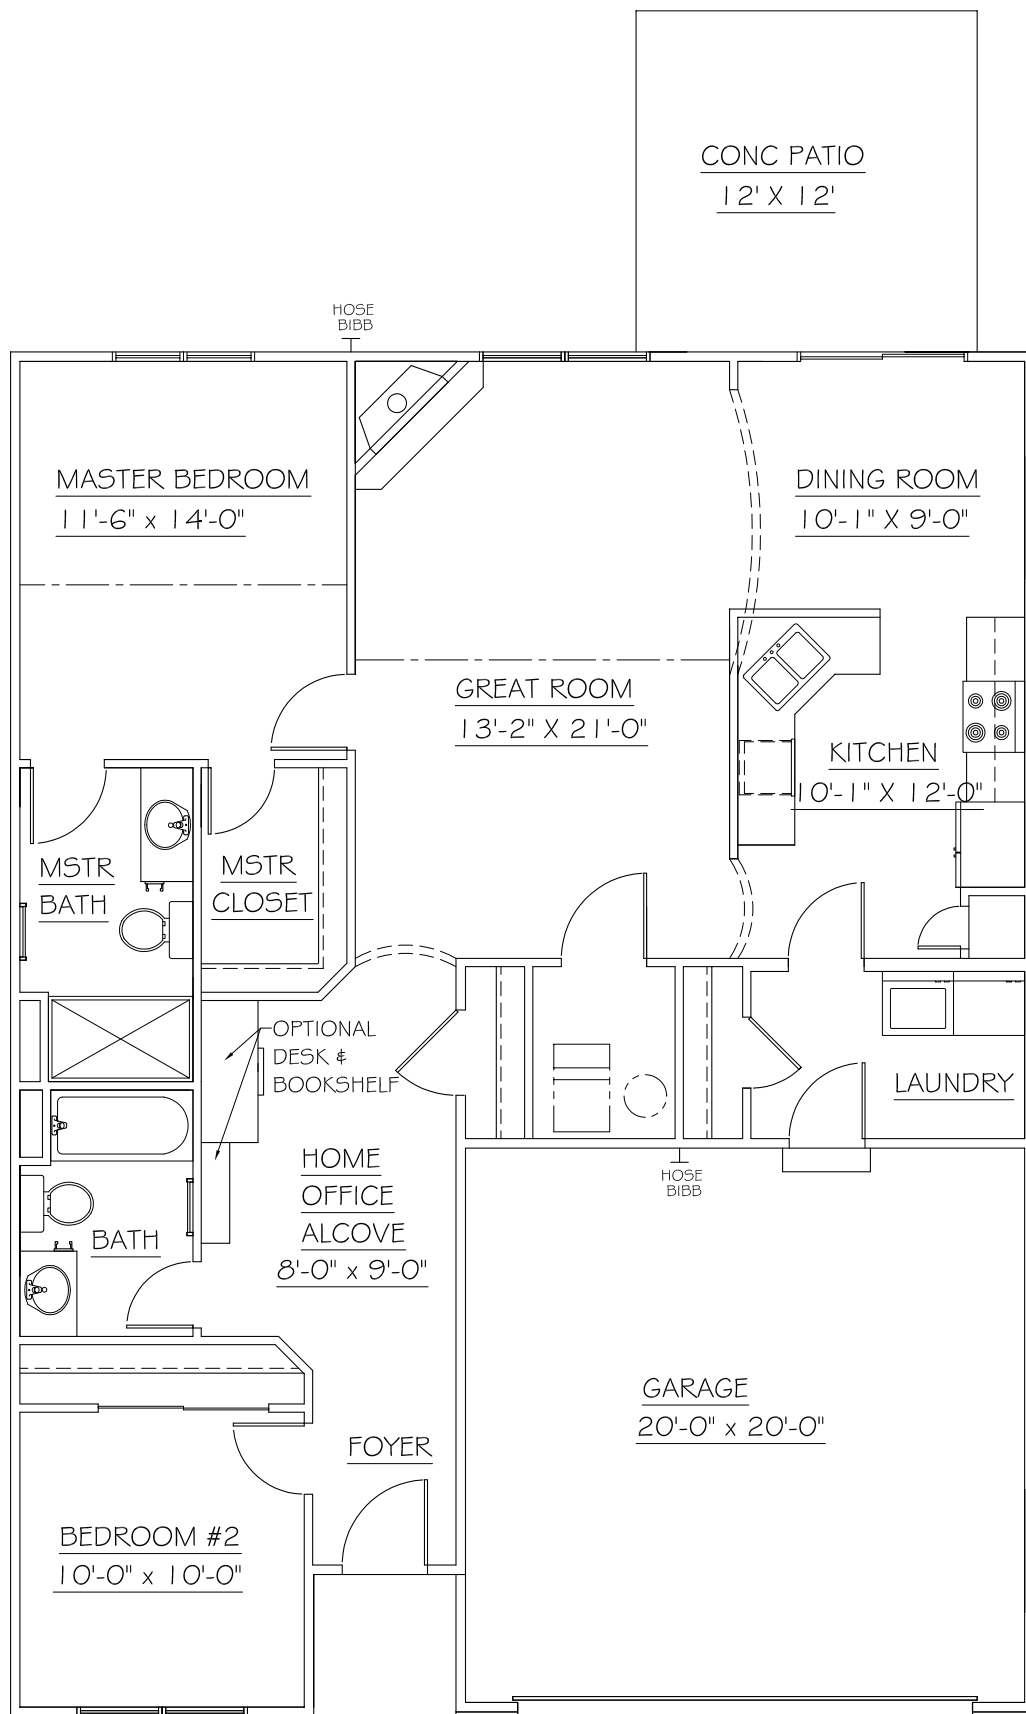 CONC PATIO
12' X 12'
HOSE
BIBB
MASTER BEDROOM
11'-6" x 14'-0"
DINING ROOM
10'-1" X 9'-0"
GREAT ROOM
13'-2" X 21'-0"
KITCHEN
10'-1" X 12'-0"
MSTR
BATH
MSTR
CLOSET
OPTIONAL
DESK &
BOOKSHELF
LAUNDRY
HOME
OFFICE
ALCOVE
8'-0" x 9'-0"
HOSE
BIBB
BATH
GARAGE
20'-0" x 20'-0"
FOYER
BEDROOM #2
10'-0" x 10'-0"